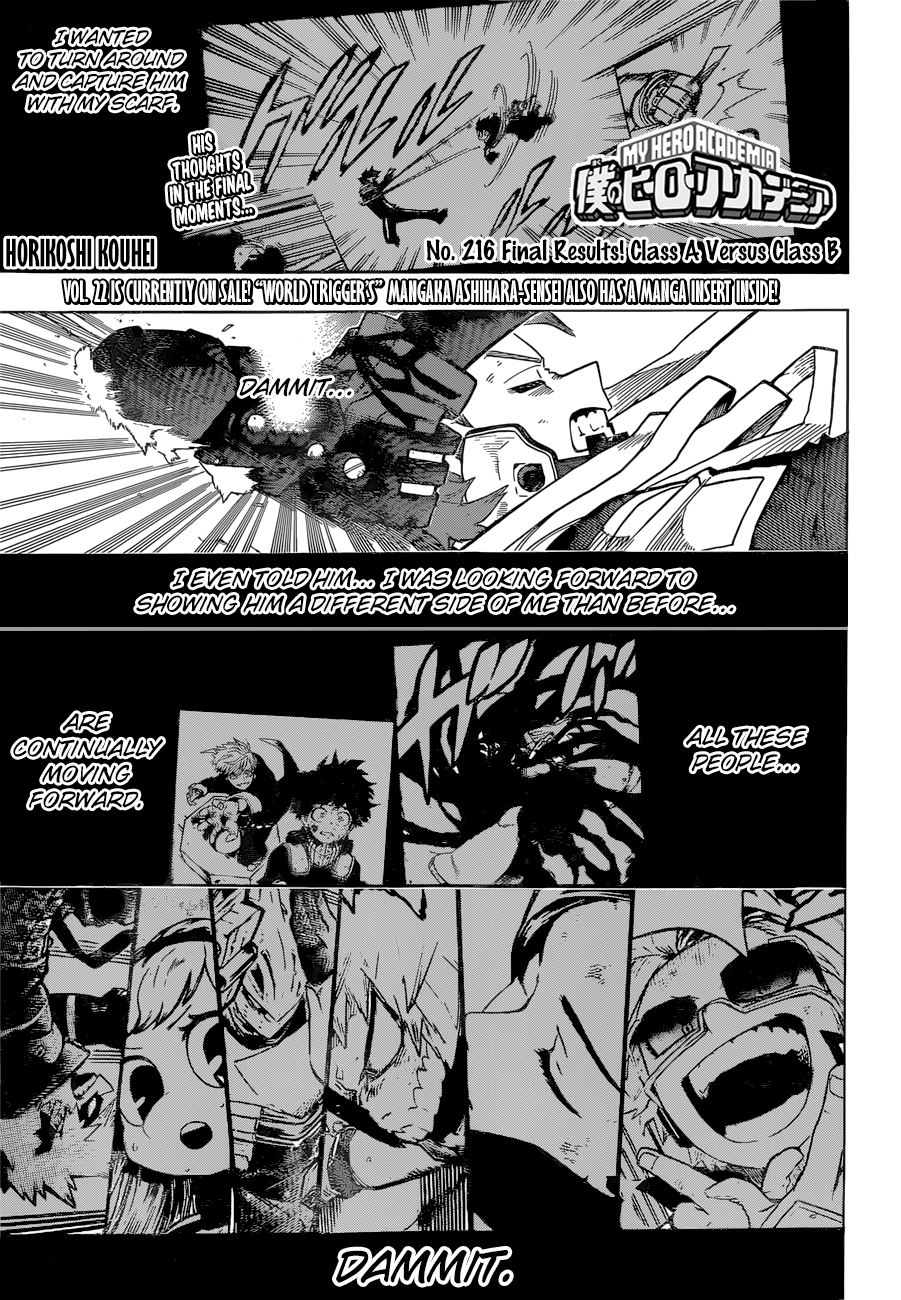 I WANTED
TO TURN AROUND
AND CAPTURE HIM
WITH MY SCARF.
HIS
THOUGHTS
IN THE FINAL
MOMENTS...
MY HERO ACADEMIA
僕のヒーローアカデミア
HORIKOSHI KOUHEI
No. 216 Final Results! Class A Versus Class B
VOL. 22 IS CURRENTLY ON SALE! "WORLD TRIGGER'S" MANGAKA ASHIHARA-SENSEI ALSO HAS A MANGA INSERT INSIDE!
DAMMIT...
I EVEN TOLD HIM... I WAS LOOKING FORWARD TO
SHOWING HIM A DIFFERENT SIDE OF ME THAN BEFORE...
ALL THESE
PEOPLE...
ARE
CONTINUALLY
MOVING
FORWARD.
DAMMIT.